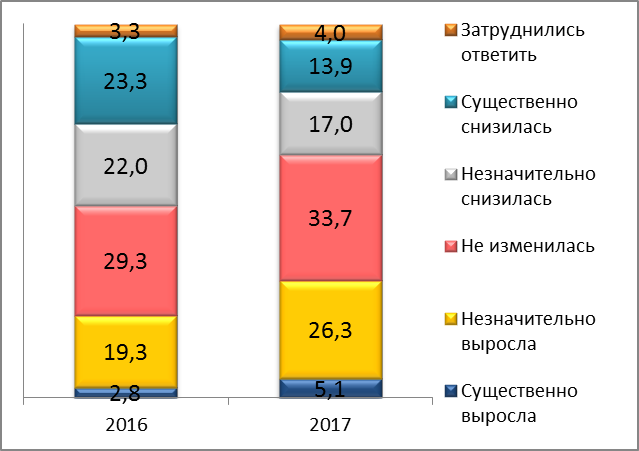 3,3
23,3
22,0
29,3
19,3
2,8
2016
4,0
13,9
17,0
33,7
26,3
5,1
2017
Затруднились
ответить
Существенно
снизилась
Незначительно
снизилась
Не изменилась
Незначительно
выросла
Существенно
выросла